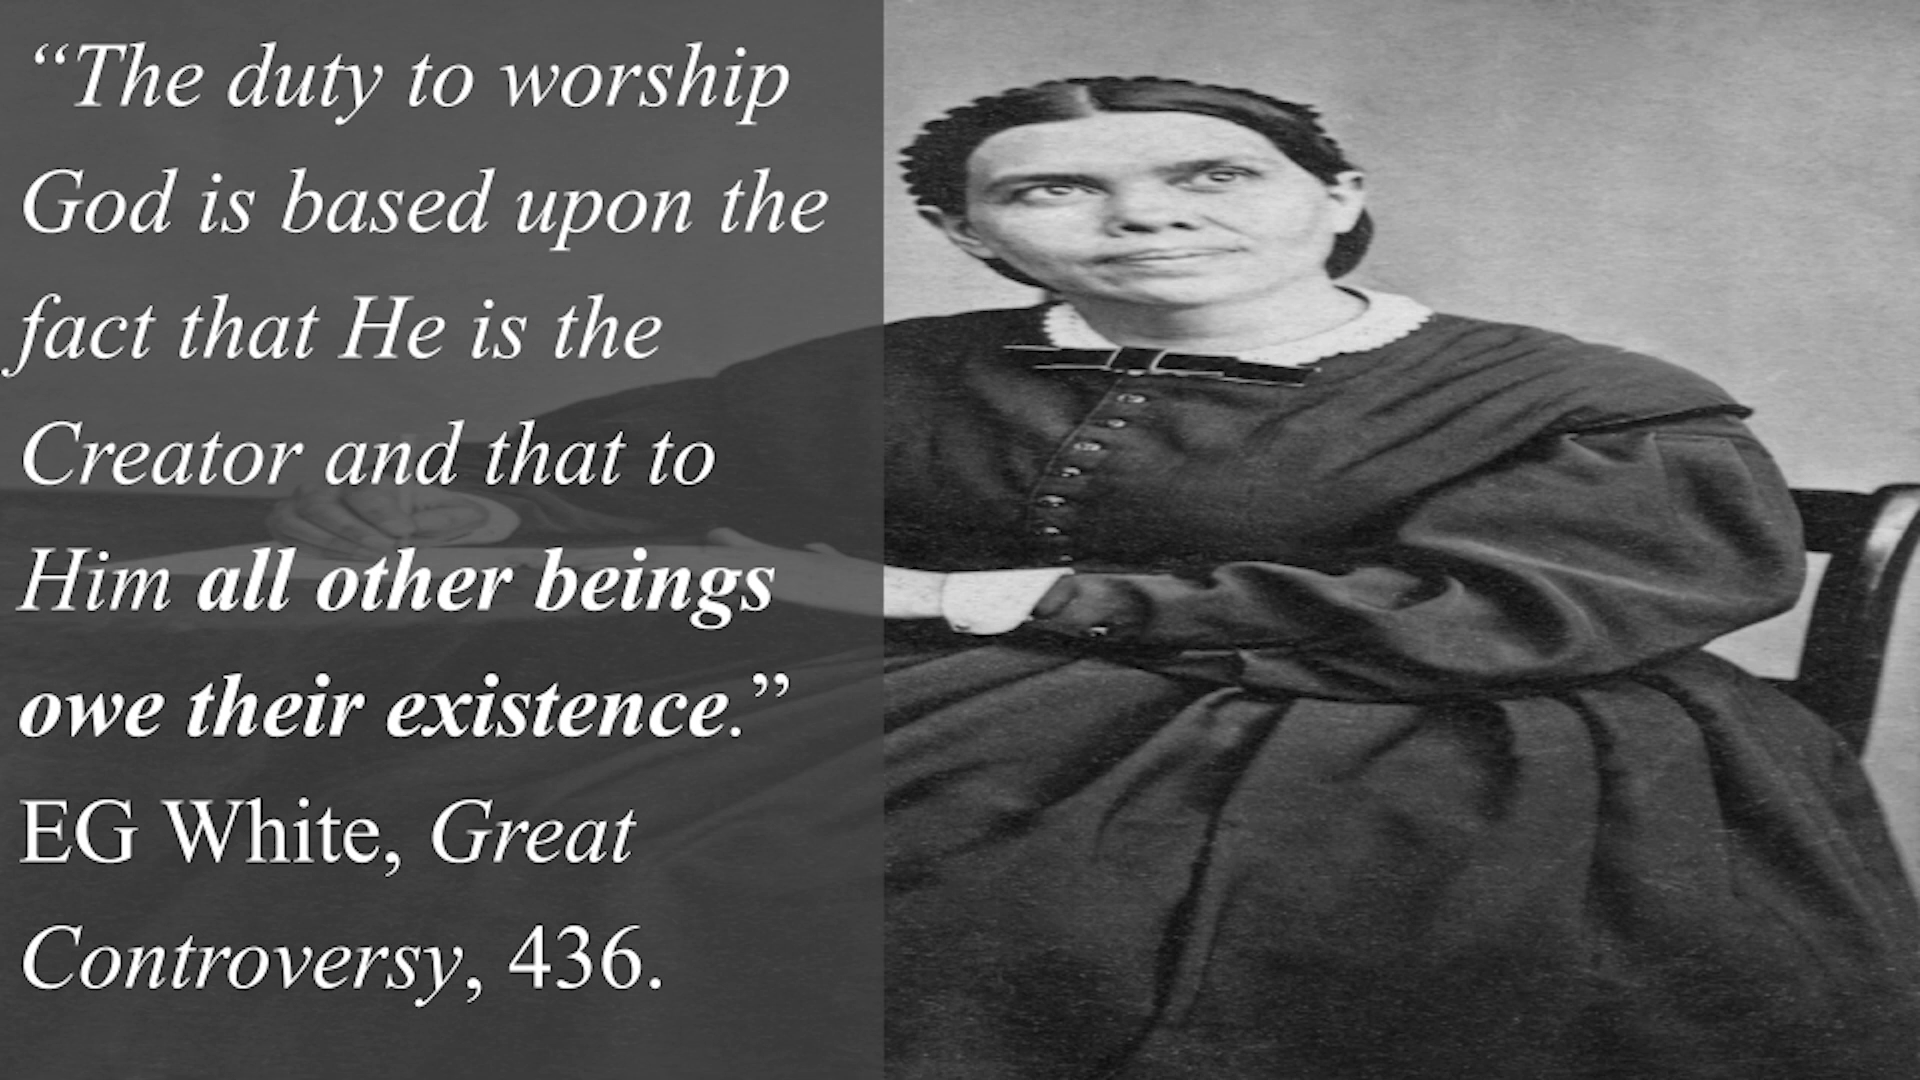 “The duty to worship
God is based upon the
fact that He is the
Creator and that to
Him all other beings
owe their existence.”
EG White, Great
Controversy, 436.